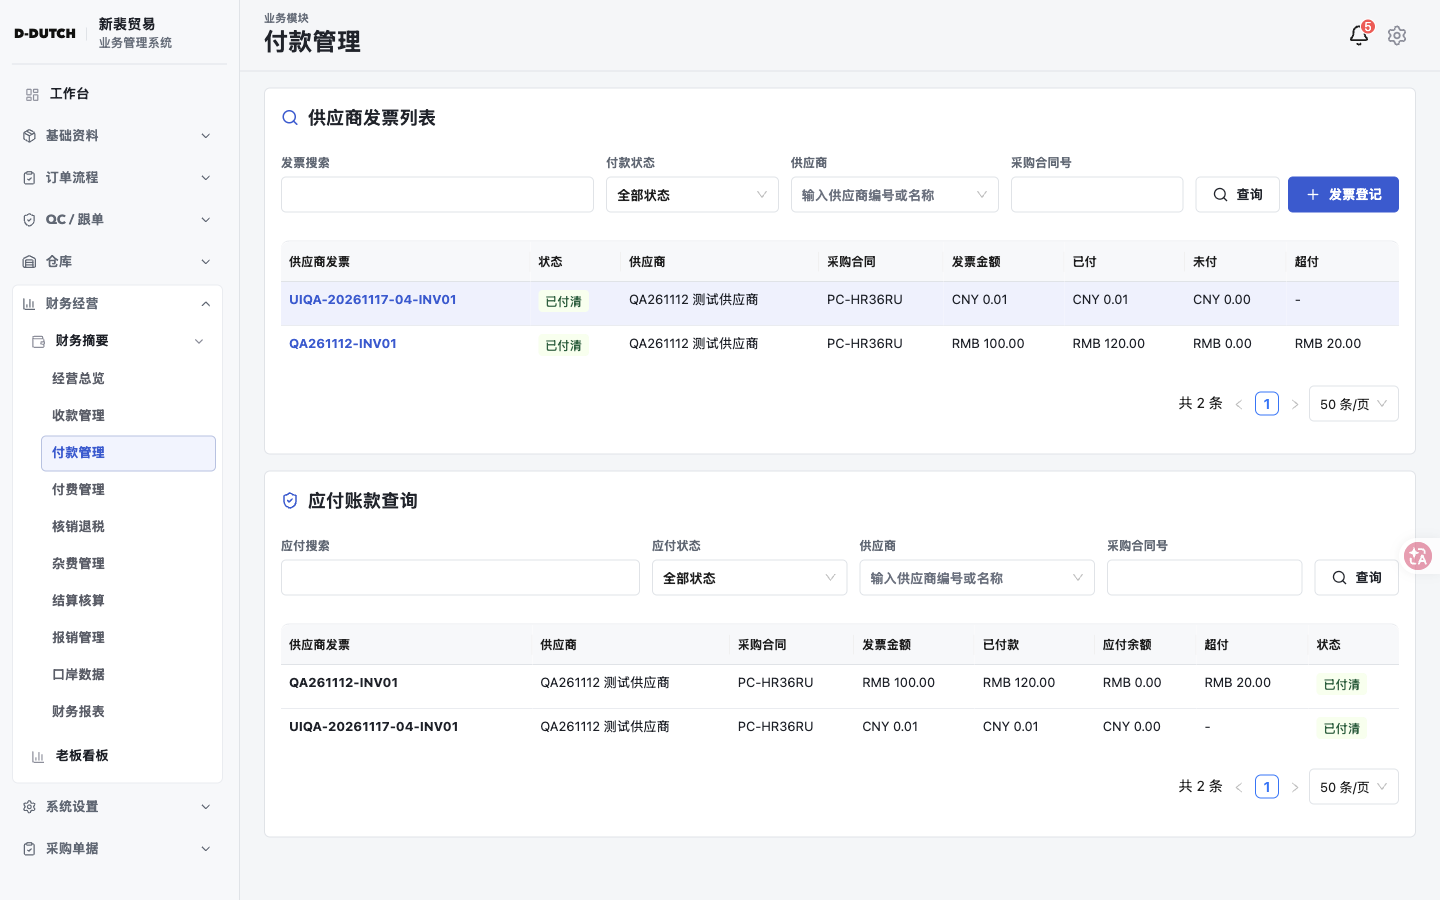 D-DUTCH
新裴贸易
业务管理系统
工作台
基础资料
订单流程
QC / 跟单
仓库
财务经营
财务摘要
经营总览
收款管理
付款管理
付费管理
核销退税
杂费管理
结算核算
报销管理
口岸数据
财务报表
老板看板
系统设置
采购单据
业务模块
付款管理
5
供应商发票列表
发票搜索 付款状态 供应商 采购合同号
全部状态 输入供应商编号或名称 查询 发票登记
供应商发票 状态 供应商 采购合同 发票金额 已付 未付 超付
UIQA-20261117-04-INV01 已付清 QA261112 测试供应商 PC-HR36RU CNY 0.01 CNY 0.01 CNY 0.00 -
QA261112-INV01 已付清 QA261112 测试供应商 PC-HR36RU RMB 100.00 RMB 120.00 RMB 0.00 RMB 20.00
共 2 条 1 50 条/页
应付账款查询
应付搜索 应付状态 供应商 采购合同号
全部状态 输入供应商编号或名称 查询
供应商发票 供应商 采购合同 发票金额 已付款 应付余额 超付 状态
QA261112-INV01 QA261112 测试供应商 PC-HR36RU RMB 100.00 RMB 120.00 RMB 0.00 RMB 20.00 已付清
UIQA-20261117-04-INV01 QA261112 测试供应商 PC-HR36RU CNY 0.01 CNY 0.01 CNY 0.00 - 已付清
共 2 条 1 50 条/页